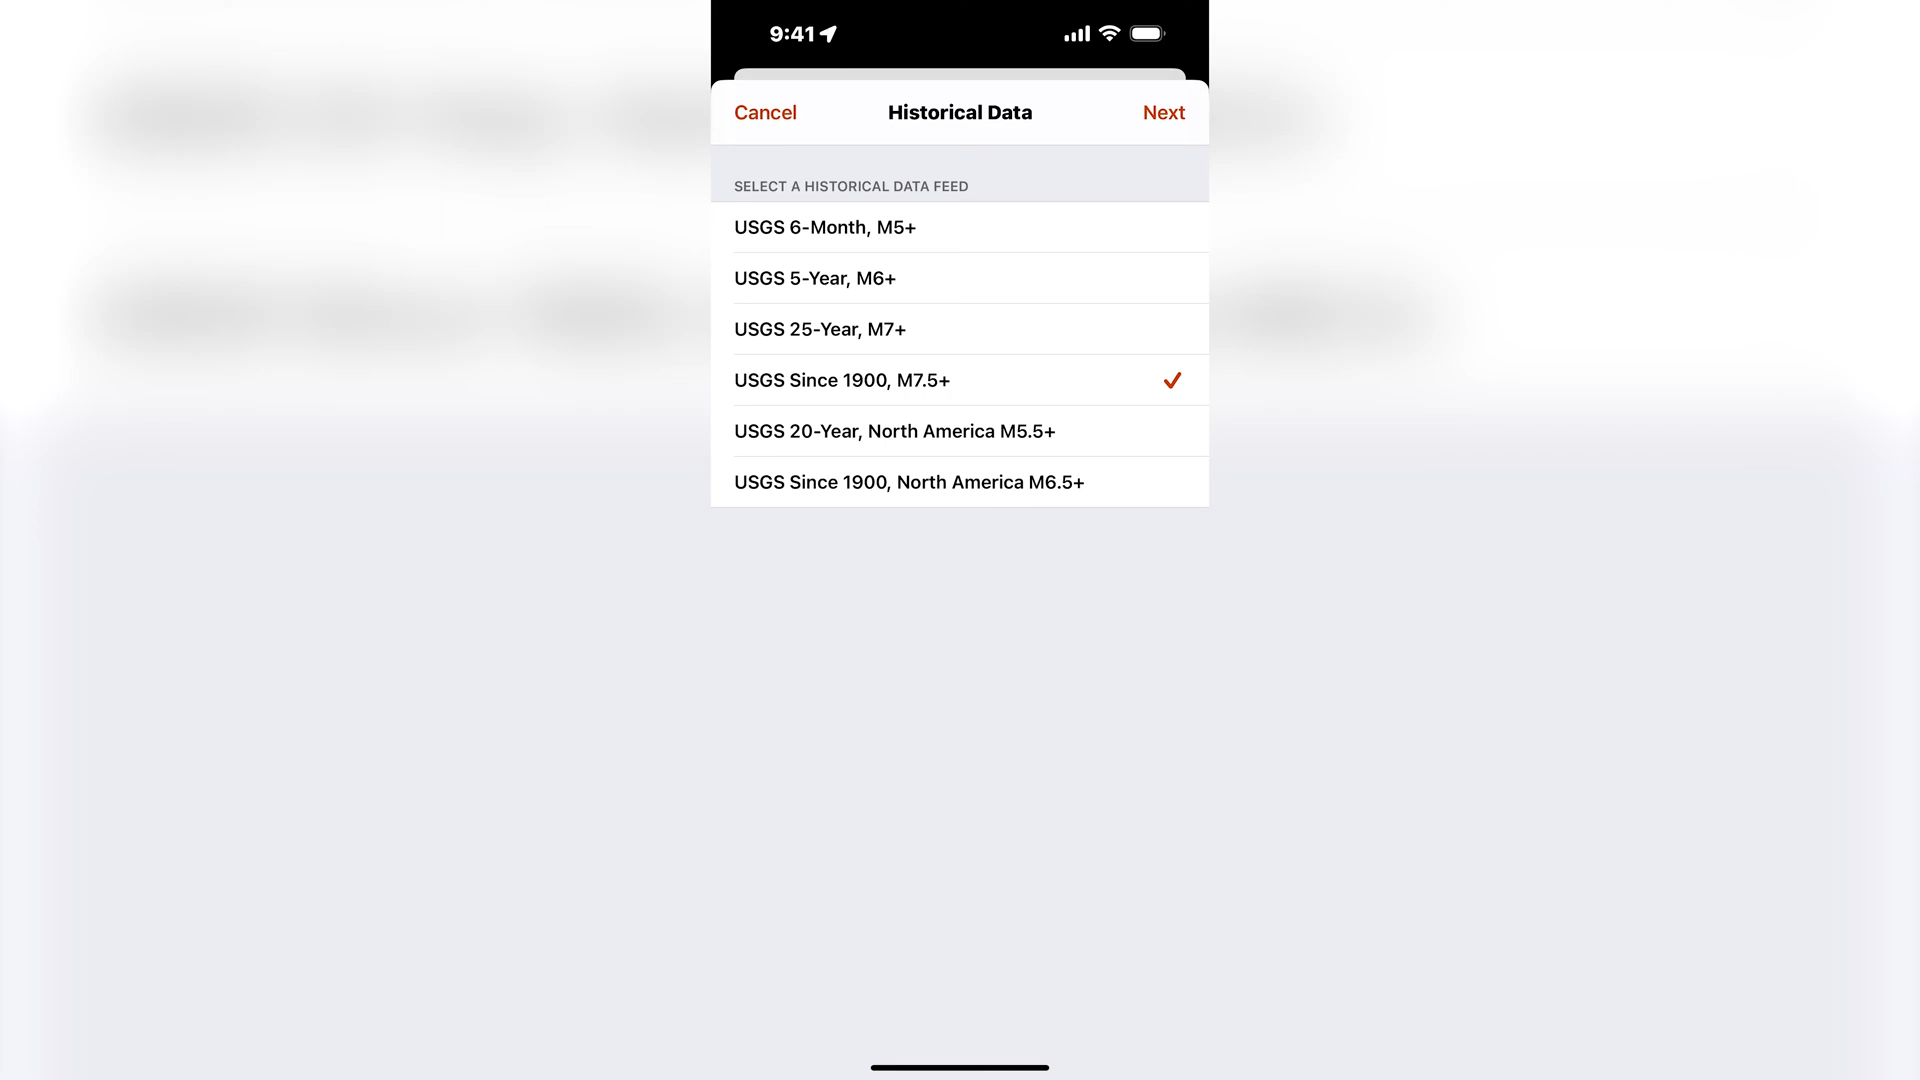 9:41
Cancel Historical Data Next
SELECT A HISTORICAL DATA FEED
USGS 6-Month, M5+
USGS 5-Year, M6+
USGS 25-Year, M7+
USGS Since 1900, M7.5+
USGS 20-Year, North America M5.5+
USGS Since 1900, North America M6.5+